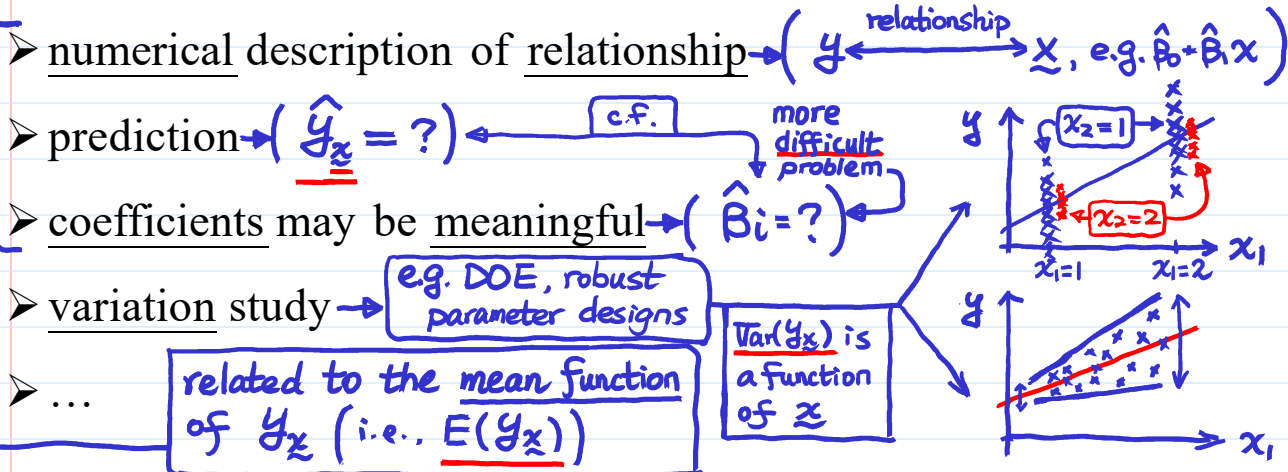 ➤ numerical description of relationship → ( y ⟷ x, e.g. β̂₀+β̂₁x )
relationship
➤ prediction → ( ŷₓ = ? )
c.f.
more
difficult
problem
➤ coefficients may be meaningful → ( β̂i = ? )
➤ variation study →
e.g. DOE, robust
parameter designs
➤ …
related to the mean function
of yₓ ( i.e., E(yₓ) )
Var(yₓ) is
a function
of x
y
x₂=1
x₂=2
x₁=1
x₁=2
x₁
y
x₁